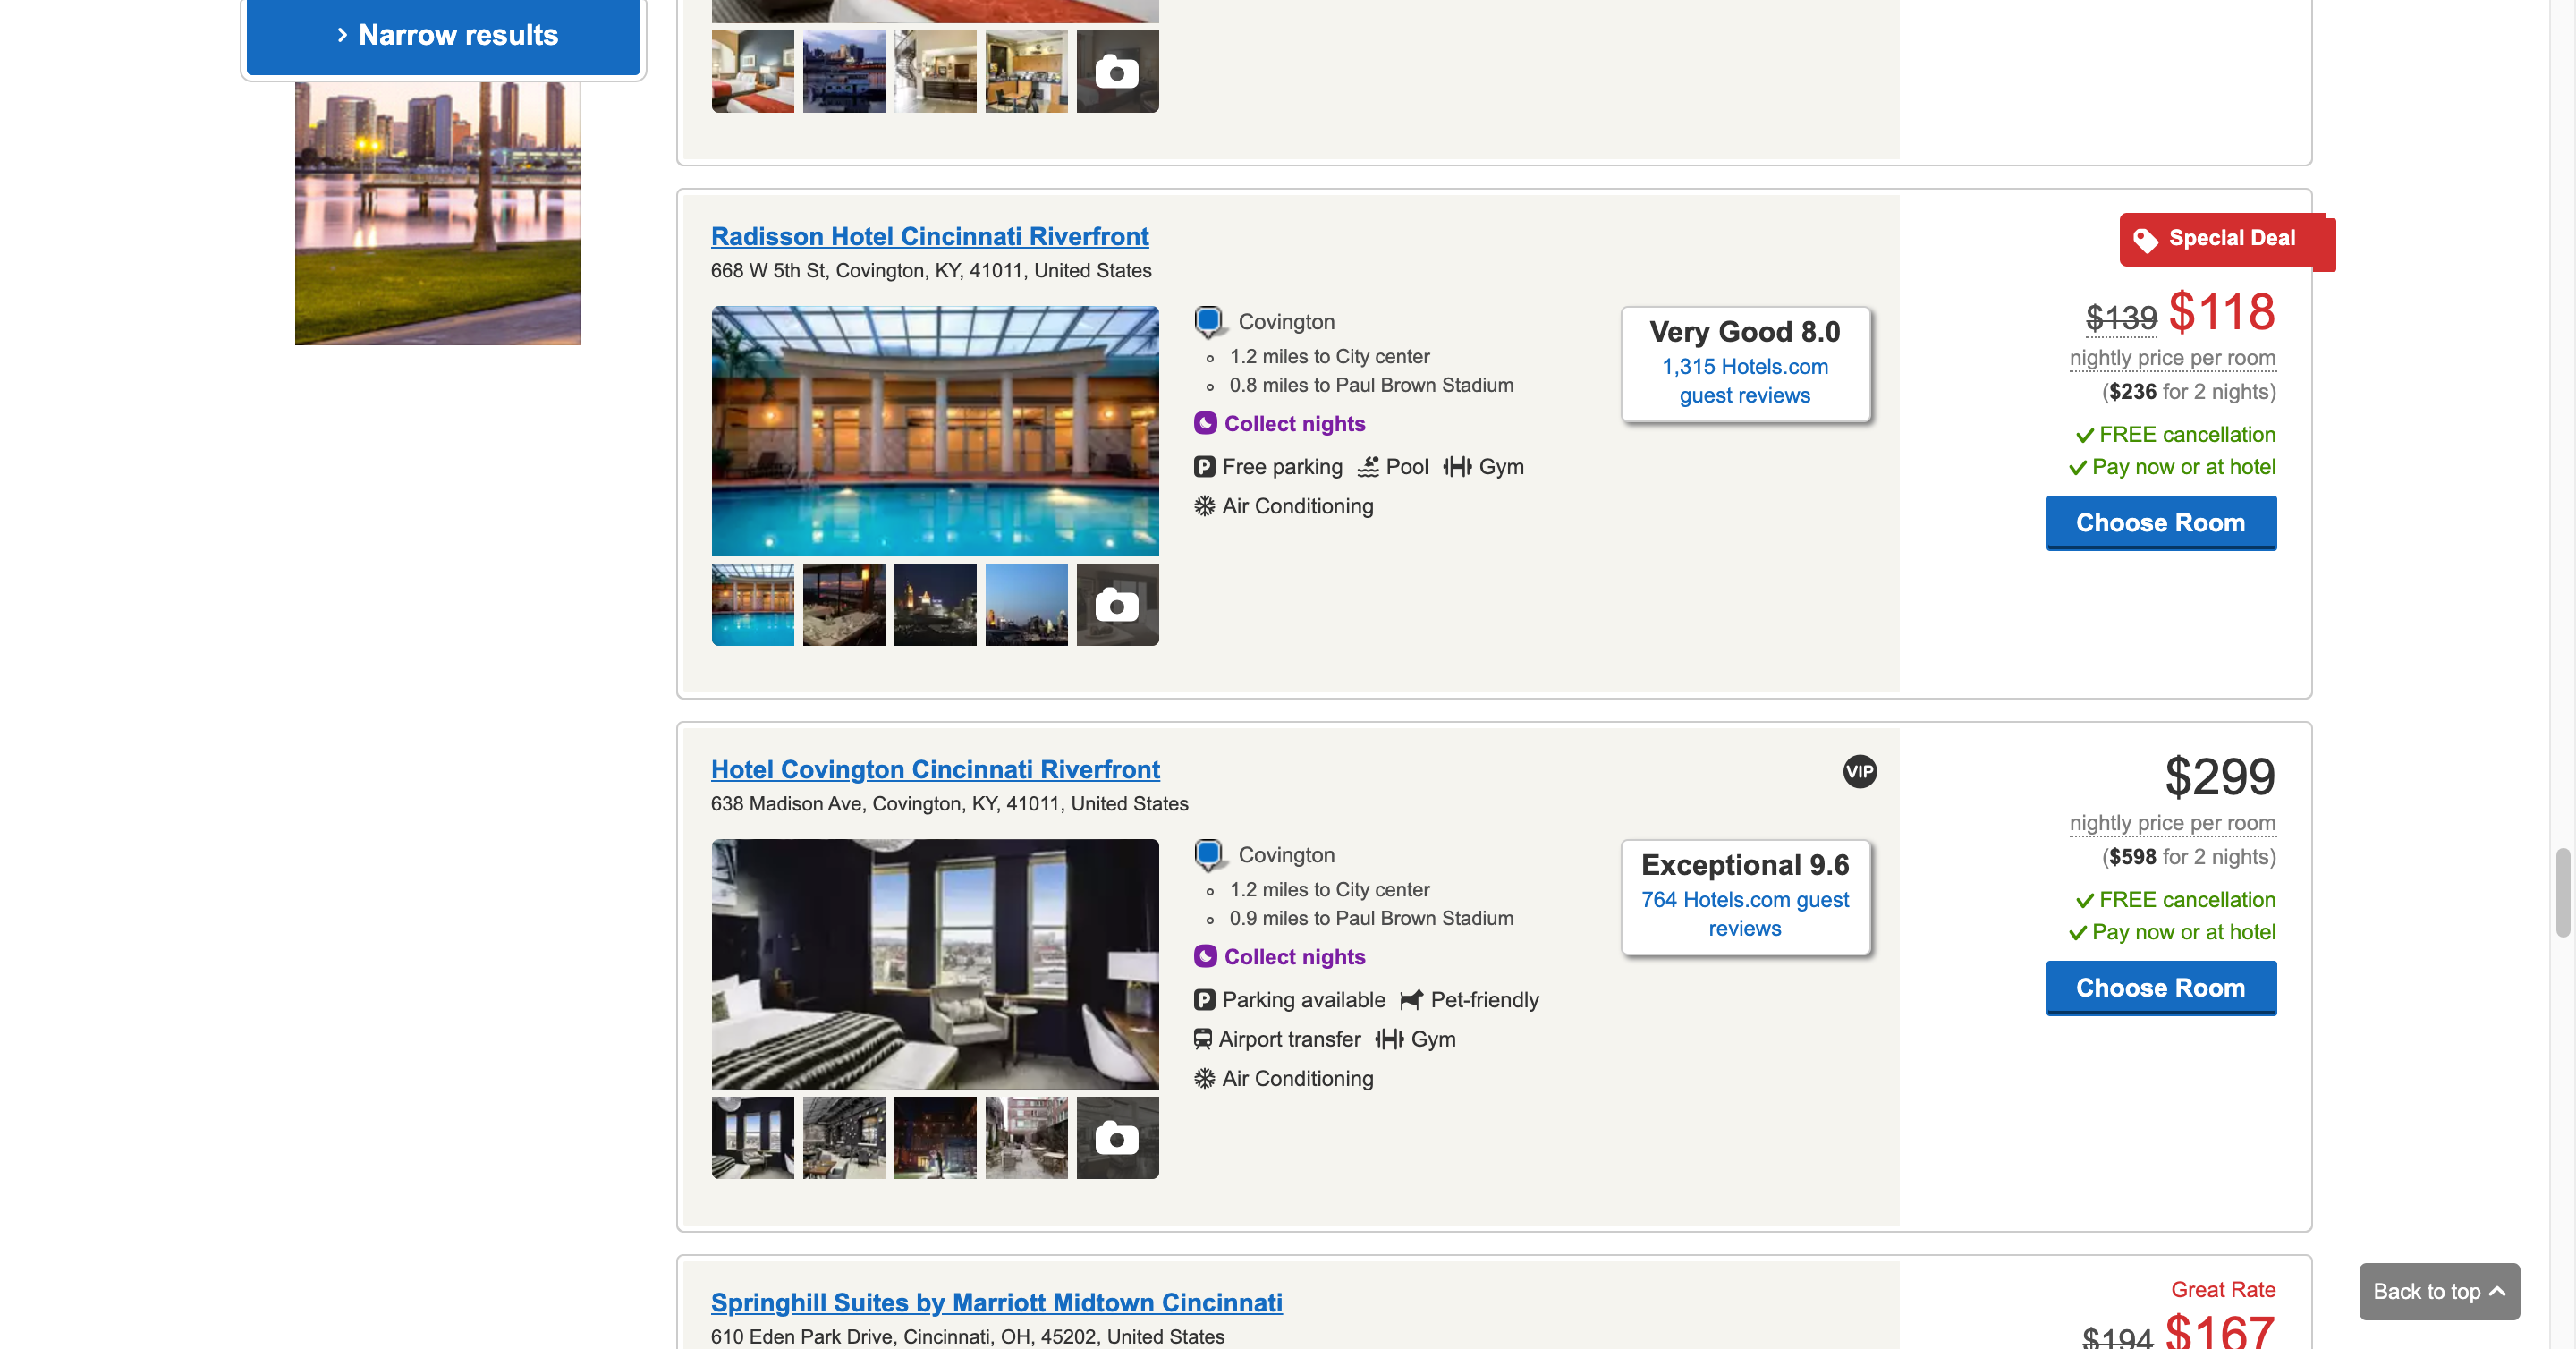 › Narrow results
Radisson Hotel Cincinnati Riverfront
668 W 5th St, Covington, KY, 41011, United States
Covington
1.2 miles to City center
0.8 miles to Paul Brown Stadium
Collect nights
P Free parking Pool Gym
Air Conditioning
Very Good 8.0
1,315 Hotels.com
guest reviews
Special Deal
$139 $118
nightly price per room
($236 for 2 nights)
FREE cancellation
Pay now or at hotel
Choose Room
Hotel Covington Cincinnati Riverfront
638 Madison Ave, Covington, KY, 41011, United States
VIP
Covington
1.2 miles to City center
0.9 miles to Paul Brown Stadium
Collect nights
P Parking available Pet-friendly
Airport transfer Gym
Air Conditioning
Exceptional 9.6
764 Hotels.com guest
reviews
$299
nightly price per room
($598 for 2 nights)
FREE cancellation
Pay now or at hotel
Choose Room
Springhill Suites by Marriott Midtown Cincinnati
610 Eden Park Drive, Cincinnati, OH, 45202, United States
Great Rate
$194 $167
Back to top